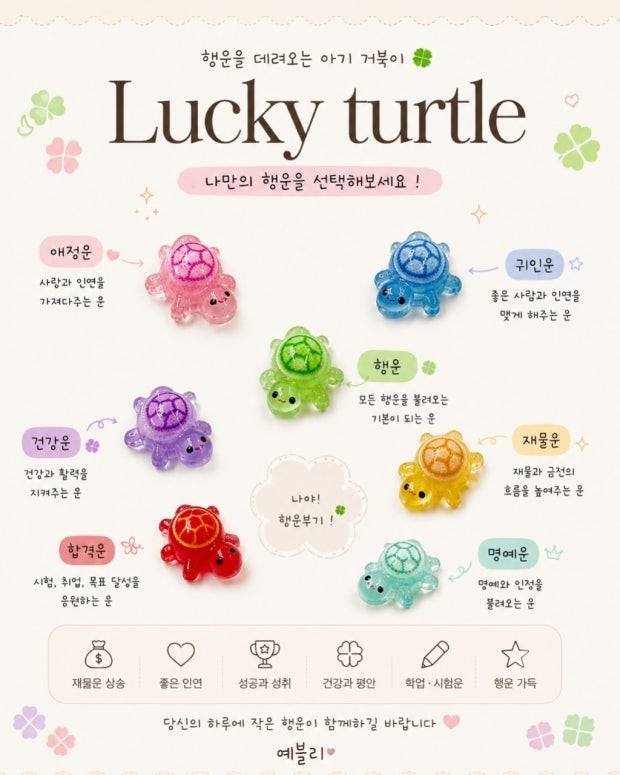 행운을 데려오는 아기 거북이
Lucky turtle
나만의 행운을 선택해보세요 !
애정운
사랑과 인연을
가져다주는 운
귀인운
좋은 사람과 인연을
맺게 해주는 운
행운
모든 행운을 불러오는
기본이 되는 운
건강운
건강과 활력을
지켜주는 운
재물운
재물과 금전의
흐름을 높여주는 운
나야!
행운부기 !
합격운
시험, 취업, 목표 달성을
응원하는 운
명예운
명예와 인정을
불러오는 운
$
재물운 상승
좋은 인연
성공과 성취
건강과 평안
학업 · 시험운
행운 가득
당신의 하루에 작은 행운이 함께하길 바랍니다
예블리